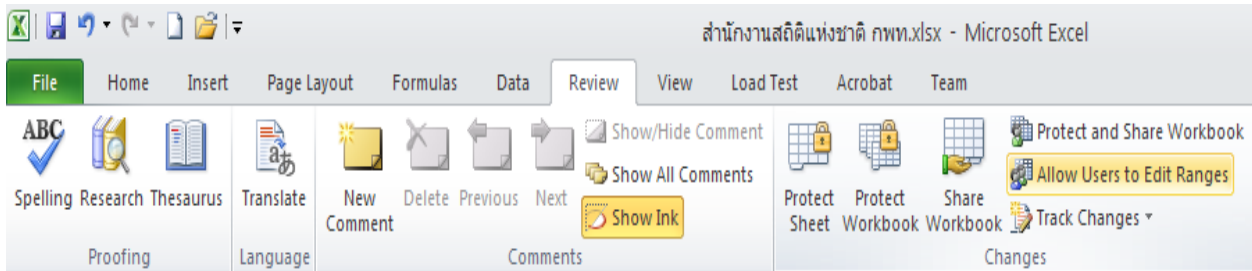 สำนักงานสถิติแห่งชาติ กพท.xlsx - Microsoft Excel
File Home Insert Page Layout Formulas Data Review View Load Test Acrobat Team
ABC
Spelling Research Thesaurus
Proofing
Translate
Language
New Comment
Delete Previous Next
Show/Hide Comment
Show All Comments
Show Ink
Comments
Protect Sheet
Protect Workbook
Share Workbook
Protect and Share Workbook
Allow Users to Edit Ranges
Track Changes
Changes